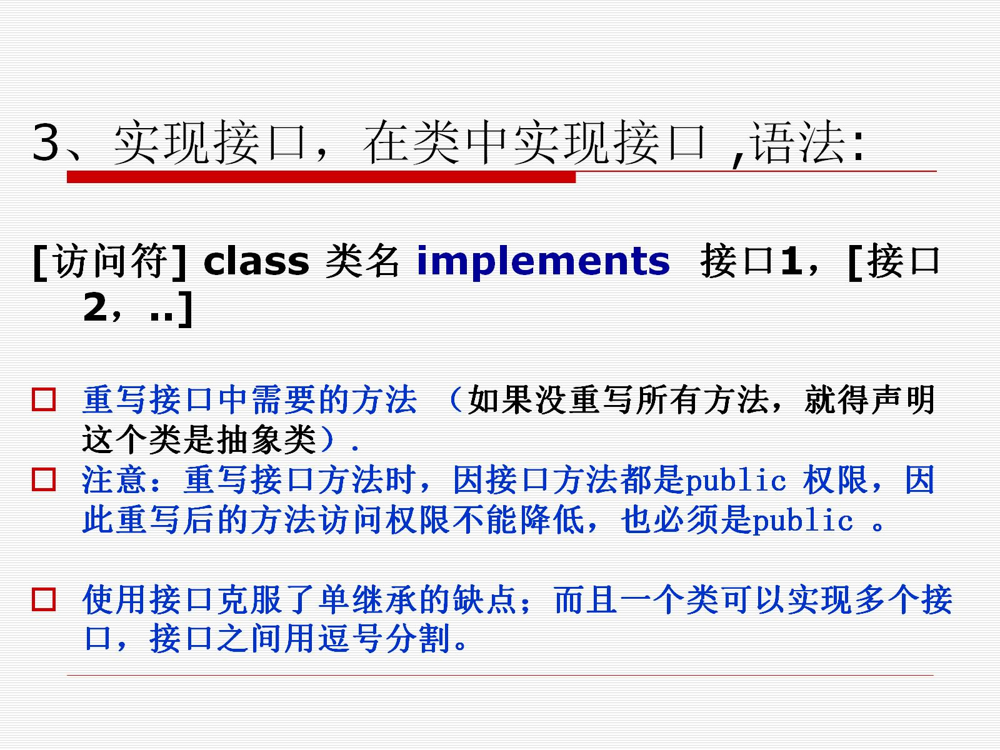 3、实现接口，在类中实现接口 ,语法:
[访问符] class 类名 implements 接口1，[接口
2，..]
重写接口中需要的方法 （如果没重写所有方法，就得声明
这个类是抽象类）.
注意：重写接口方法时，因接口方法都是public 权限，因
此重写后的方法访问权限不能降低，也必须是public 。
使用接口克服了单继承的缺点；而且一个类可以实现多个接
口，接口之间用逗号分割。